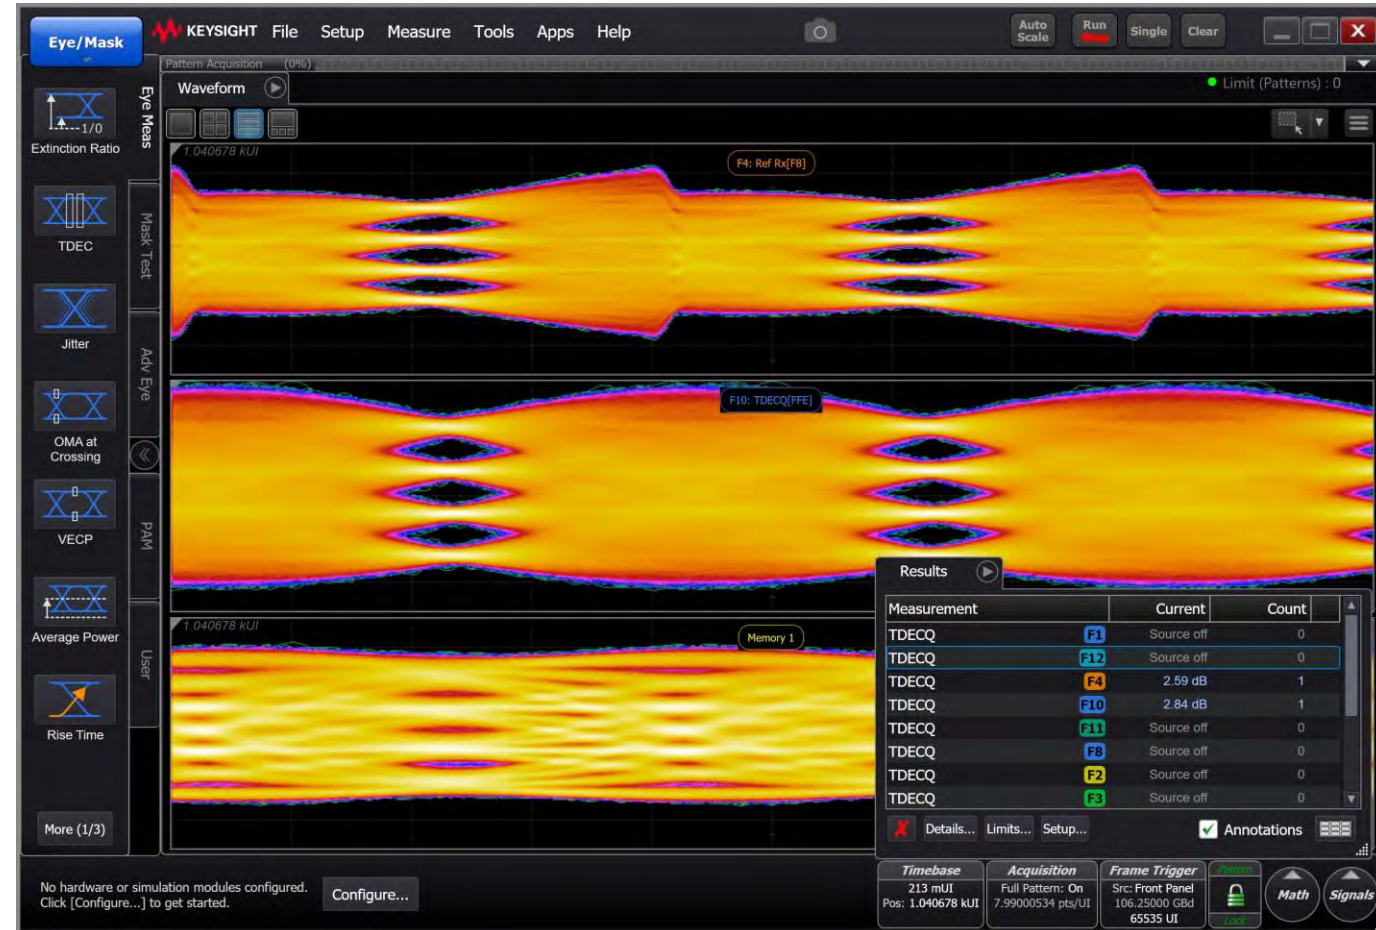 Eye/Mask
KEYSIGHT File Setup Measure Tools Apps Help
Auto Scale
Run Stop
Single
Clear
Pattern Acquisition (0%)
Waveform
Limit (Patterns) : 0
Eye Meas
Mask Test
Adv Eye
PAM
User
1/0
Extinction Ratio
TDEC
Jitter
OMA at
Crossing
VECP
Average Power
Rise Time
More (1/3)
1.040678 kUI
F4: Ref Rx[F8]
F10: TDECQ[FFE]
1.040678 kUI
Memory 1
Results
Measurement Current Count
TDECQ F1 Source off 0
TDECQ F12 Source off 0
TDECQ F4 2.59 dB 1
TDECQ F10 2.84 dB 1
TDECQ F11 Source off 0
TDECQ F8 Source off 0
TDECQ F2 Source off 0
TDECQ F3 Source off 0
Details... Limits... Setup... Annotations
No hardware or simulation modules configured.
Click [Configure...] to get started.
Configure...
Timebase
213 mUI
Pos: 1.040678 kUI
Acquisition
Full Pattern: On
7.99000534 pts/UI
Frame Trigger
Src: Front Panel
106.25000 GBd
65535 UI
Pattern
Lock
Math
Signals